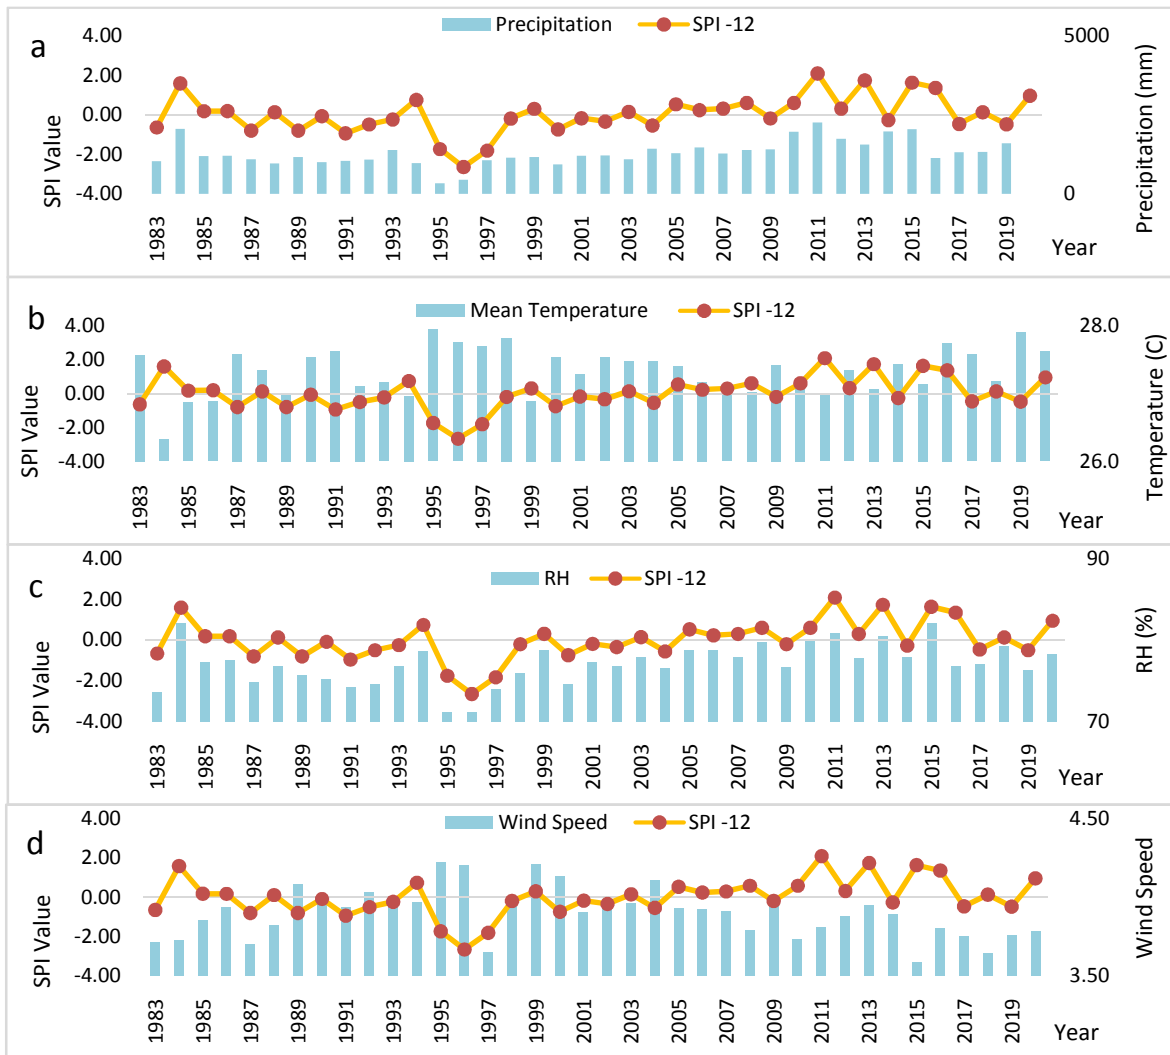 a
Precipitation SPI -12
4.00
2.00
0.00
-2.00
-4.00
SPI Value
5000
0
Precipitation (mm)
1983 1985 1987 1989 1991 1993 1995 1997 1999 2001 2003 2005 2007 2009 2011 2013 2015 2017 2019
Year
b
Mean Temperature SPI -12
4.00
2.00
0.00
-2.00
-4.00
SPI Value
28.0
26.0
Temperature (C)
1983 1985 1987 1989 1991 1993 1995 1997 1999 2001 2003 2005 2007 2009 2011 2013 2015 2017 2019
Year
c
RH SPI -12
4.00
2.00
0.00
-2.00
-4.00
SPI Value
90
70
RH (%)
1983 1985 1987 1989 1991 1993 1995 1997 1999 2001 2003 2005 2007 2009 2011 2013 2015 2017 2019
Year
d
Wind Speed SPI -12
4.00
2.00
0.00
-2.00
-4.00
SPI Value
4.50
3.50
Wind Speed
1983 1985 1987 1989 1991 1993 1995 1997 1999 2001 2003 2005 2007 2009 2011 2013 2015 2017 2019
Year